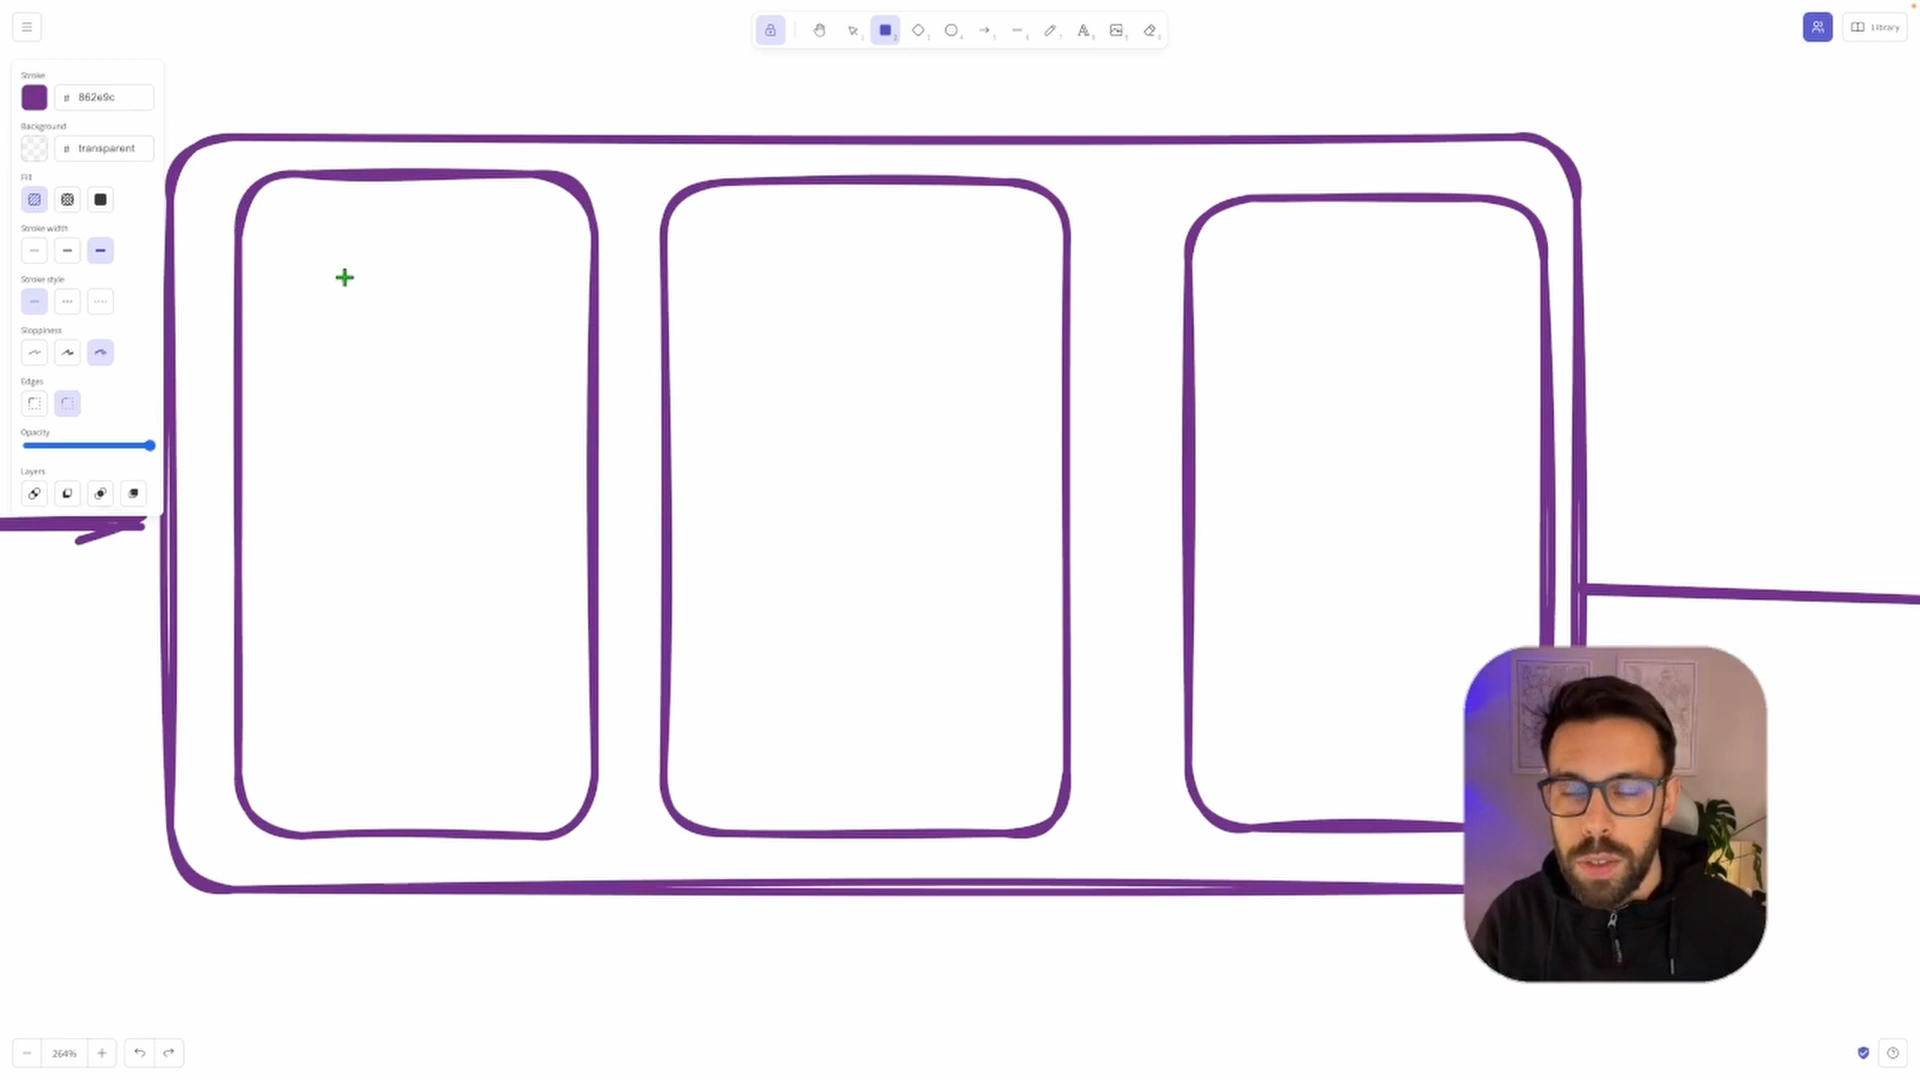 Library
Stroke
# 862e9c
Background
# transparent
Fill
Stroke width
Stroke style
Sloppiness
Edges
Opacity
Layers
264%